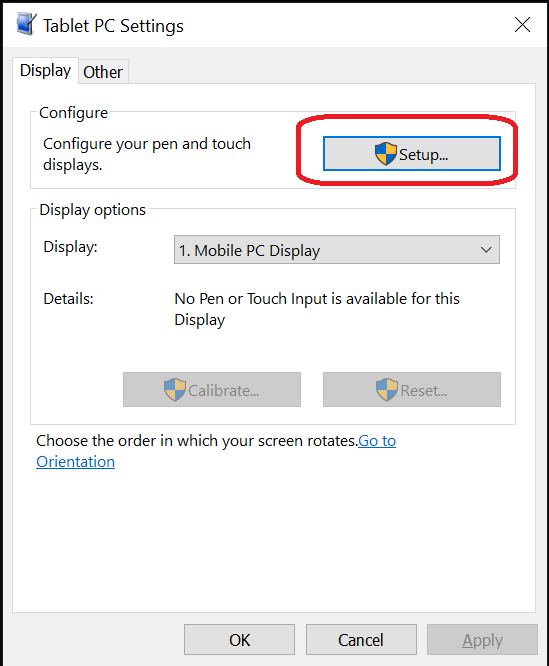 Tablet PC Settings
Display
Other
Configure
Configure your pen and touch
displays.
Setup...
Display options
Display:
1. Mobile PC Display
Details:
No Pen or Touch Input is available for this
Display
Calibrate...
Reset...
Choose the order in which your screen rotates.Go to
Orientation
OK
Cancel
Apply